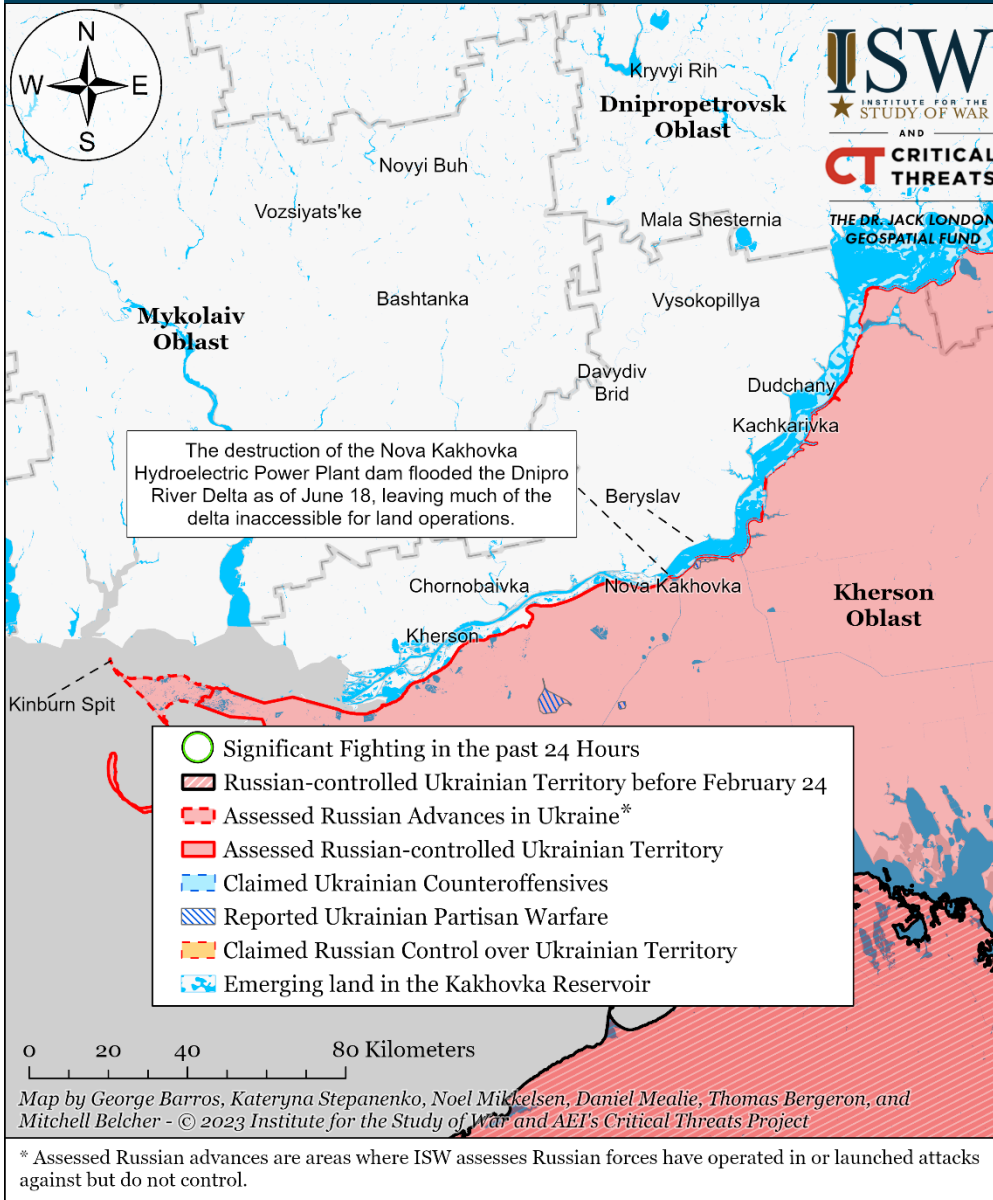 N
W
E
S
ISW
INSTITUTE FOR THE
STUDY OF WAR
AND
CT CRITICAL
THREATS
THE DR. JACK LONDON
GEOSPATIAL FUND
Kryvyi Rih
Dnipropetrovsk
Oblast
Novyi Buh
Vozsiyats'ke
Mala Shesternia
Bashtanka
Vysokopillya
Mykolaiv
Oblast
Davydiv
Brid
Dudchany
Kachkarivka
The destruction of the Nova Kakhovka
Hydroelectric Power Plant dam flooded the Dnipro
River Delta as of June 18, leaving much of the
delta inaccessible for land operations.
Beryslav
Chornobaivka
Nova Kakhovka
Kherson
Oblast
Kherson
Kinburn Spit
Significant Fighting in the past 24 Hours
Russian-controlled Ukrainian Territory before February 24
Assessed Russian Advances in Ukraine*
Assessed Russian-controlled Ukrainian Territory
Claimed Ukrainian Counteroffensives
Reported Ukrainian Partisan Warfare
Claimed Russian Control over Ukrainian Territory
Emerging land in the Kakhovka Reservoir
0 20 40 80 Kilometers
Map by George Barros, Kateryna Stepanenko, Noel Mikkelsen, Daniel Mealie, Thomas Bergeron, and
Mitchell Belcher - © 2023 Institute for the Study of War and AEI's Critical Threats Project
* Assessed Russian advances are areas where ISW assesses Russian forces have operated in or launched attacks
against but do not control.